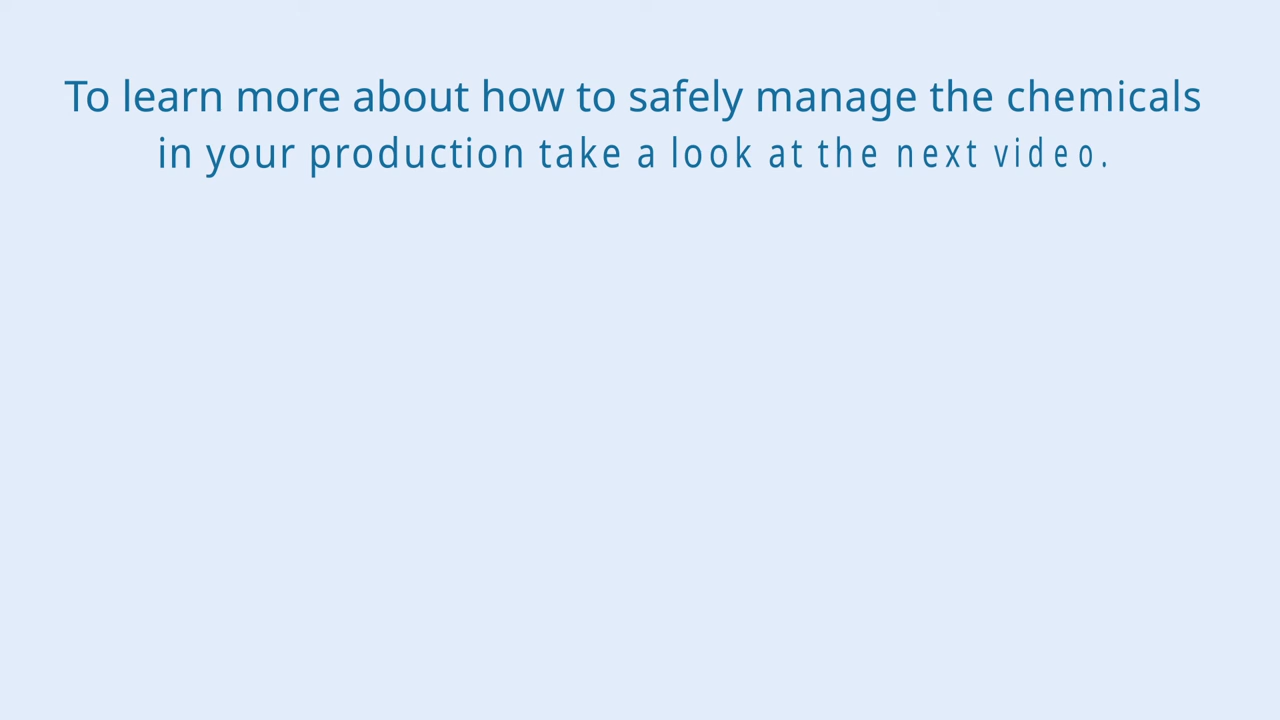 To learn more about how to safely manage the chemicals
in your production take a look at the next video.